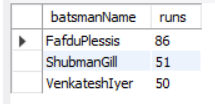 batsmanName runs
FafduPlessis 86
ShubmanGill 51
VenkateshIyer 50